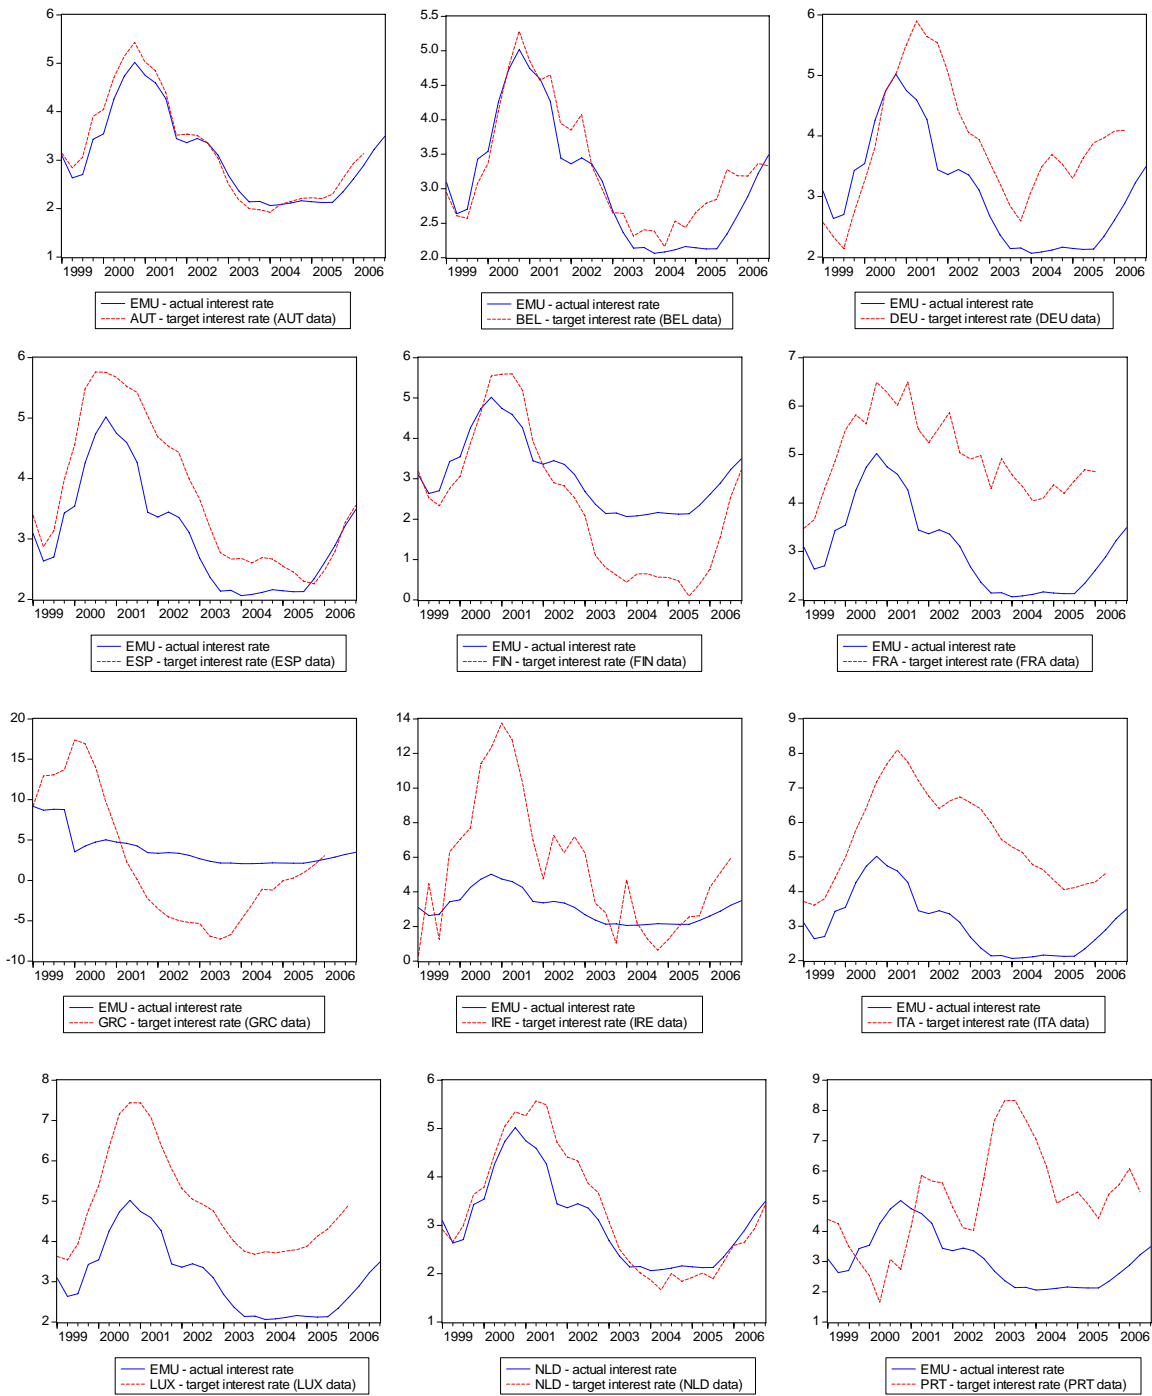 6
5
4
3
2
1
1999 2000 2001 2002 2003 2004 2005 2006
EMU - actual interest rate
AUT - target interest rate (AUT data)
5.5
5.0
4.5
4.0
3.5
3.0
2.5
2.0
1999 2000 2001 2002 2003 2004 2005 2006
EMU - actual interest rate
BEL - target interest rate (BEL data)
6
5
4
3
2
1999 2000 2001 2002 2003 2004 2005 2006
EMU - actual interest rate
DEU - target interest rate (DEU data)
6
5
4
3
2
1999 2000 2001 2002 2003 2004 2005 2006
EMU - actual interest rate
ESP - target interest rate (ESP data)
6
5
4
3
2
1
0
1999 2000 2001 2002 2003 2004 2005 2006
EMU - actual interest rate
FIN - target interest rate (FIN data)
7
6
5
4
3
2
1999 2000 2001 2002 2003 2004 2005 2006
EMU - actual interest rate
FRA - target interest rate (FRA data)
20
15
10
5
0
-5
-10
1999 2000 2001 2002 2003 2004 2005 2006
EMU - actual interest rate
GRC - target interest rate (GRC data)
14
12
10
8
6
4
2
0
1999 2000 2001 2002 2003 2004 2005 2006
EMU - actual interest rate
IRE - target interest rate (IRE data)
9
8
7
6
5
4
3
2
1999 2000 2001 2002 2003 2004 2005 2006
EMU - actual interest rate
ITA - target interest rate (ITA data)
8
7
6
5
4
3
2
1999 2000 2001 2002 2003 2004 2005 2006
EMU - actual interest rate
LUX - target interest rate (LUX data)
6
5
4
3
2
1
1999 2000 2001 2002 2003 2004 2005 2006
NLD - actual interest rate
NLD - target interest rate (NLD data)
9
8
7
6
5
4
3
2
1
1999 2000 2001 2002 2003 2004 2005 2006
EMU - actual interest rate
PRT - target interest rate (PRT data)